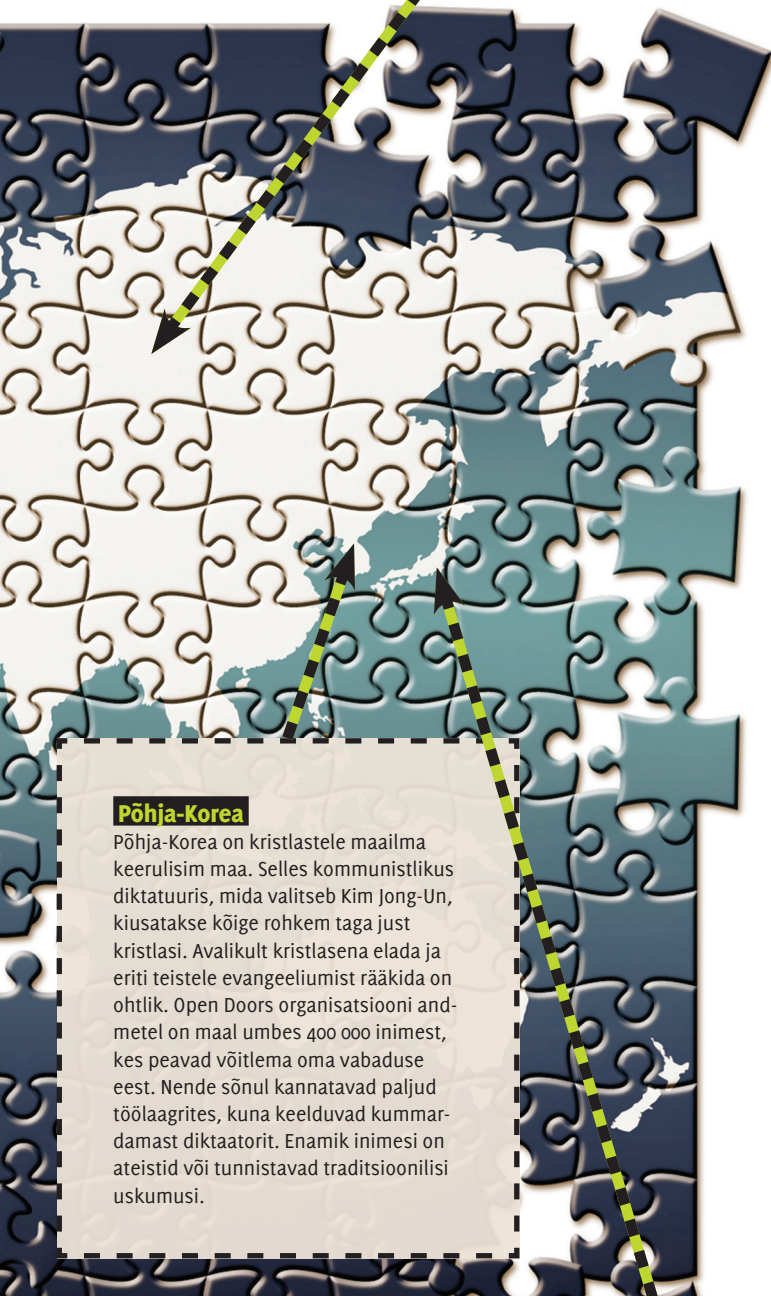 Põhja-Korea
Põhja-Korea on kristlastele maailma
keerulisim maa. Selles kommunistlikus
diktatuuris, mida valitseb Kim Jong-Un,
kiusatakse kõige rohkem taga just
kristlasi. Avalikult kristlasena elada ja
eriti teistele evangeeliumist rääkida on
ohtlik. Open Doors organisatsiooni and-
metel on maal umbes 400 000 inimest,
kes peavad võitlema oma vabaduse
eest. Nende sõnul kannatavad paljud
töölaagrites, kuna keelduvad kummar-
damast diktaatorit. Enamik inimesi on
ateistid või tunnistavad traditsioonilisi
uskumusi.